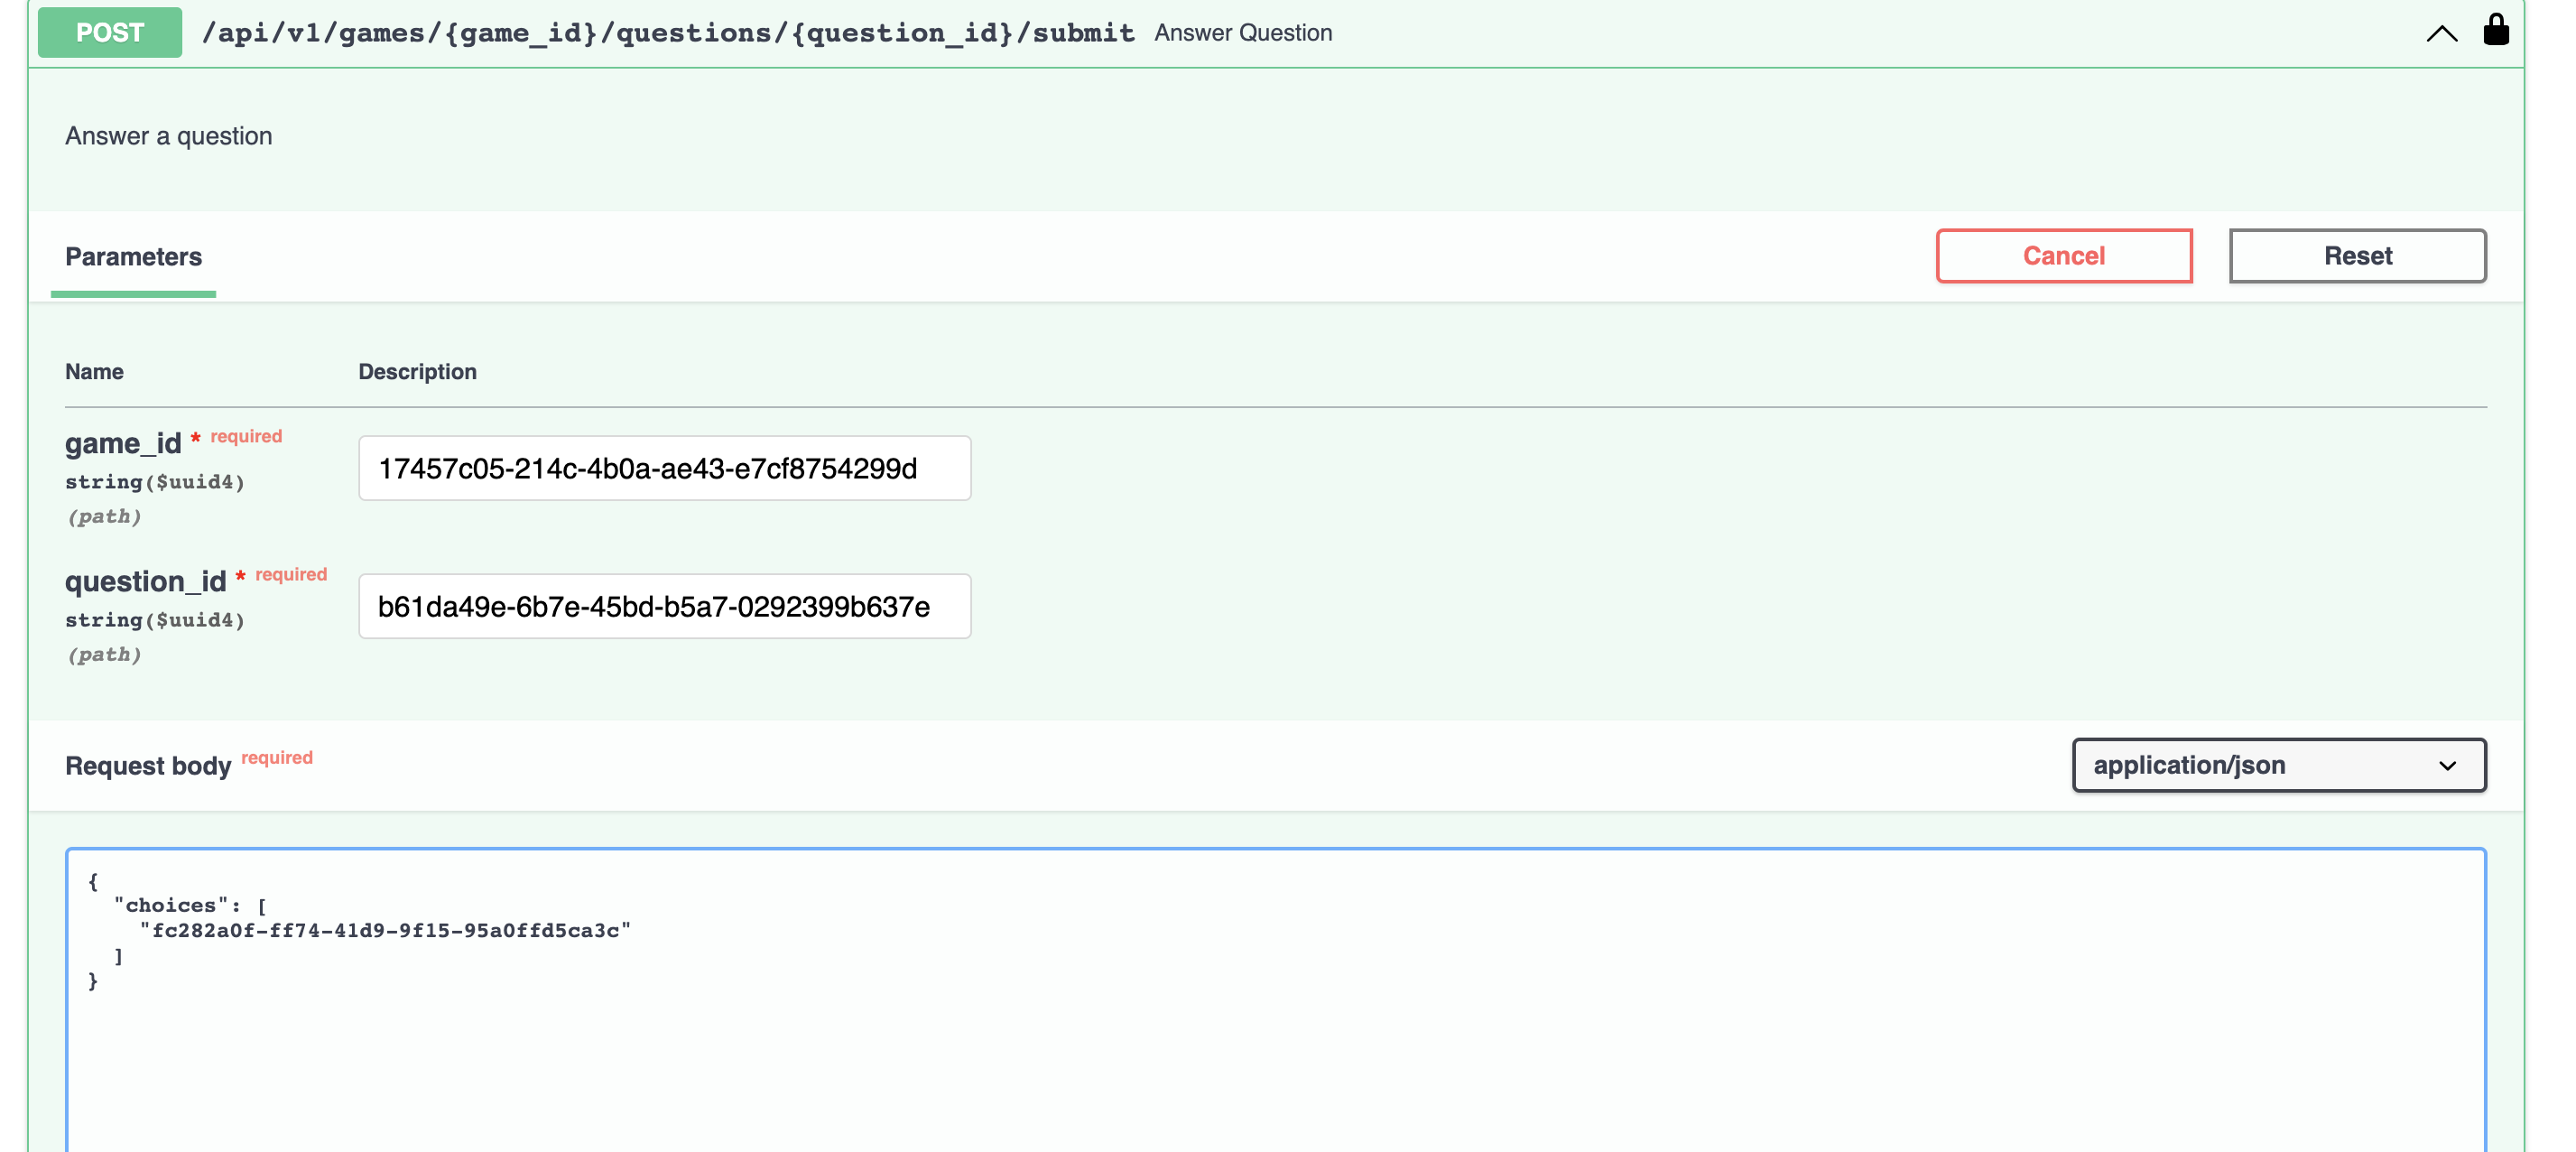 POST /api/v1/games/{game_id}/questions/{question_id}/submit Answer Question
Answer a question
Parameters
Cancel
Reset
Name Description
game_id * required
string($uuid4)
(path)
17457c05-214c-4b0a-ae43-e7cf8754299d
question_id * required
string($uuid4)
(path)
b61da49e-6b7e-45bd-b5a7-0292399b637e
Request body required
application/json
{
"choices": [
"fc282a0f-ff74-41d9-9f15-95a0ffd5ca3c"
]
}